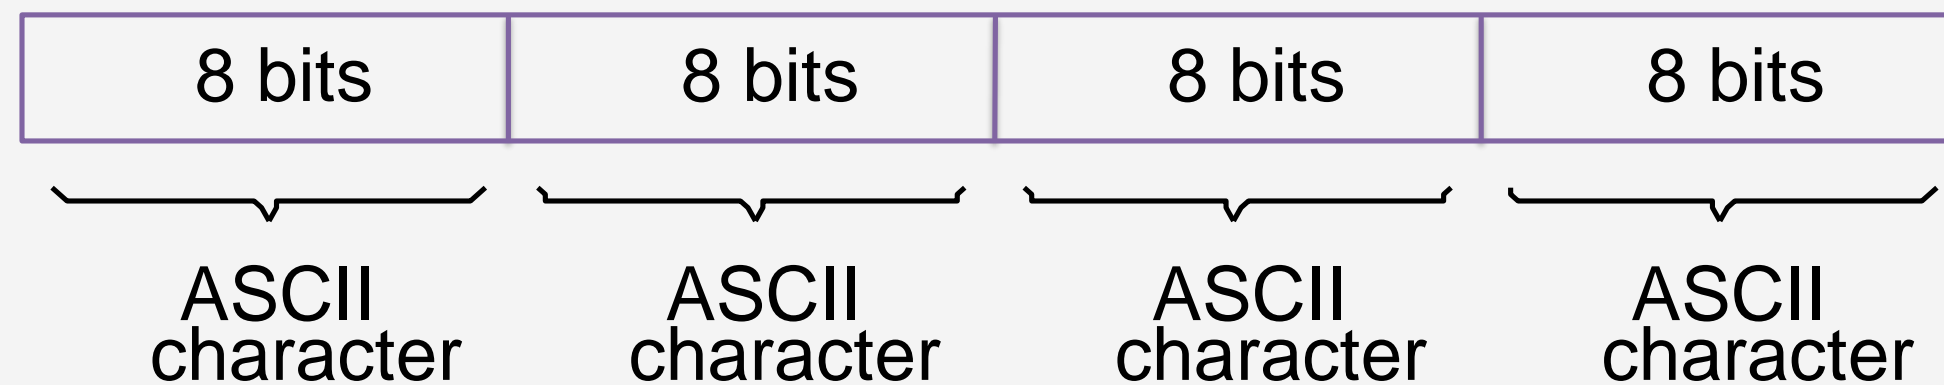 8 bits 8 bits 8 bits 8 bits
ASCII ASCII ASCII ASCII
character character character character